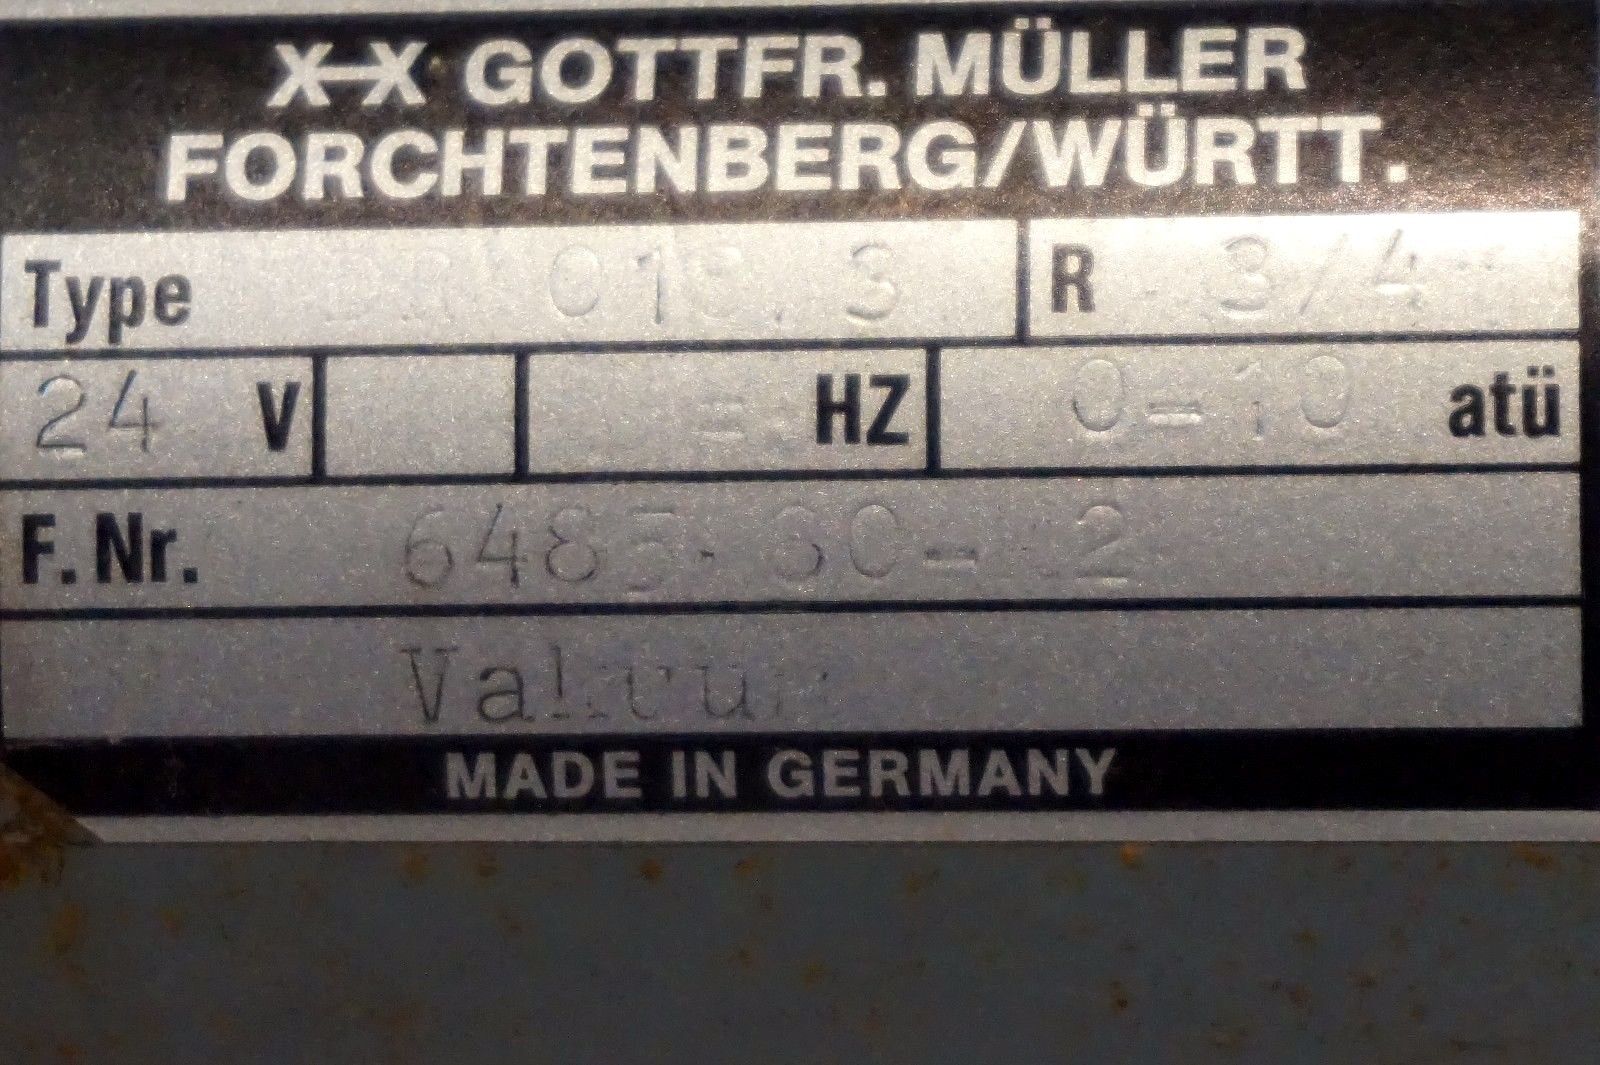 X-X GOTTFR. MÜLLER
FORCHTENBERG/WÜRTT.
Type
R 3/4"
24 V = HZ 0-10 atü
F. Nr.
MADE IN GERMANY